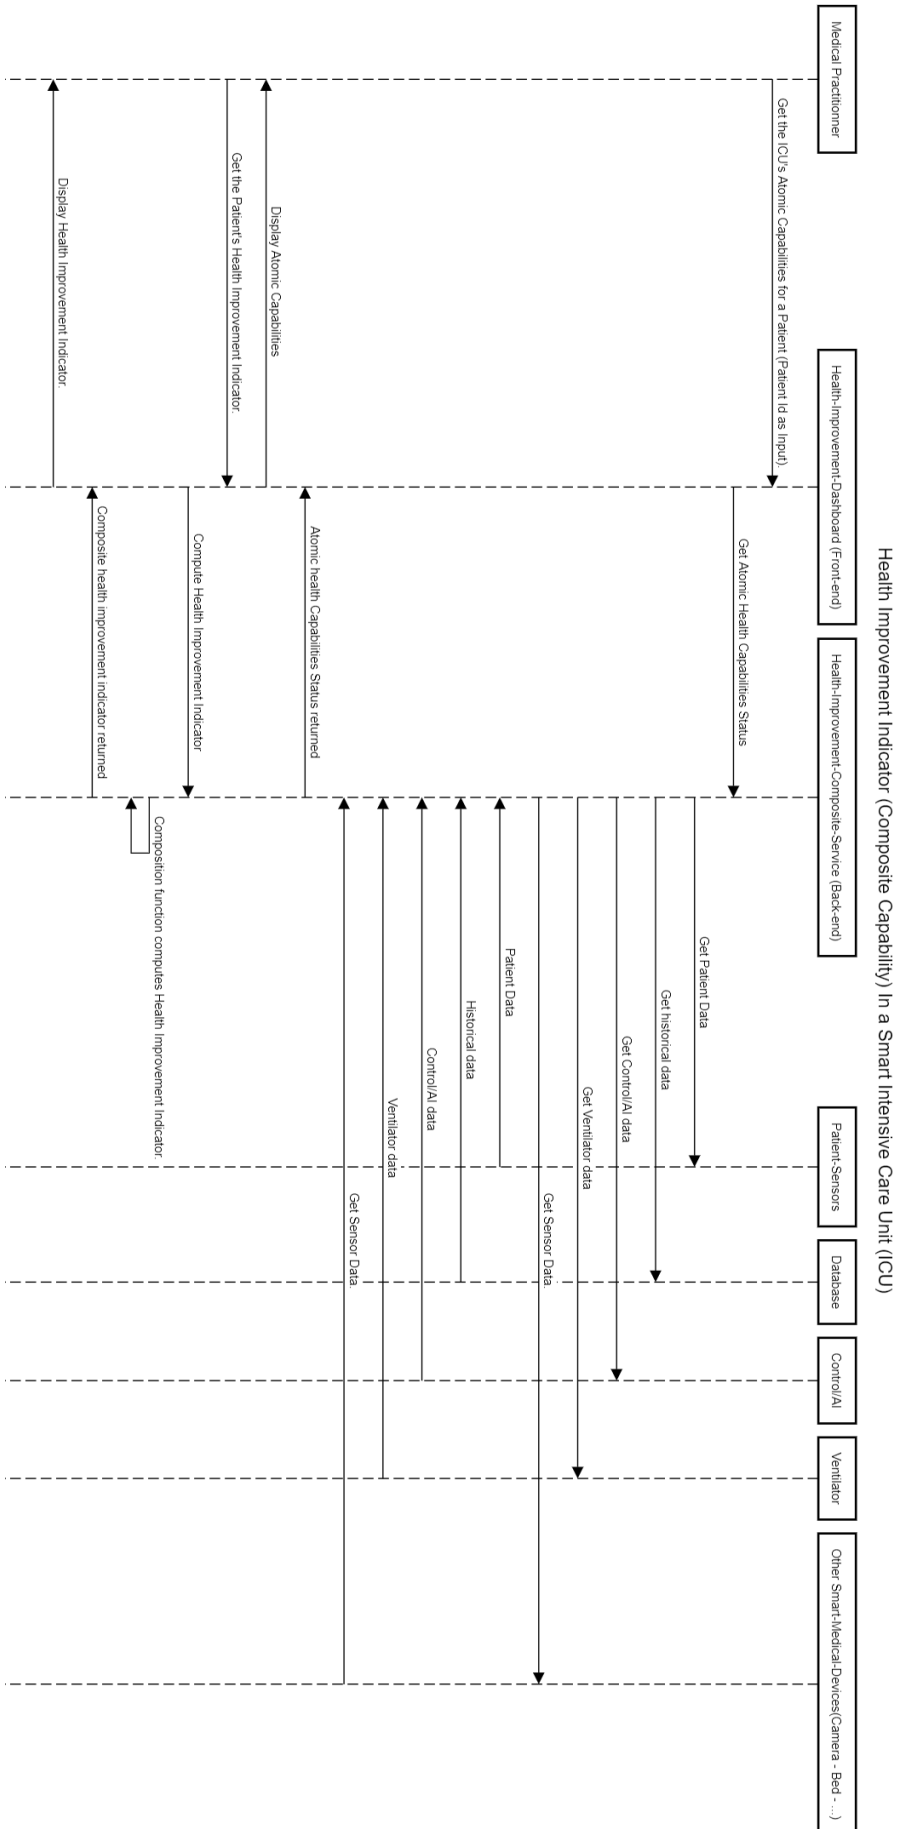 Health Improvement Indicator (Composite Capability) In a Smart Intensive Care Unit (ICU)
Medical Practitionner
Health-Improvement-Dashboard (Front-end)
Health-Improvement-Composite-Service (Back-end)
Patient-Sensors
Database
Control/AI
Ventilator
Other Smart-Medical-Devices(Camera - Bed - ...)
Get the ICU's Atomic Capabilities for a Patient (Patient Id as Input).
Get Atomic Health Capabilities Status
Get Patient Data
Get historical data
Get Control/AI data
Get Ventilator data
Get Sensor Data.
Patient Data
Historical data
Control/AI data
Ventilator data
Get Sensor Data.
Atomic health Capabilities Status returned
Display Atomic Capabilities
Get the Patient's Health Improvement Indicator.
Compute Health Improvement Indicator
Composition function computes Health Improvement Indicator.
Composite health improvement indicator returned
Display Health Improvement Indicator.